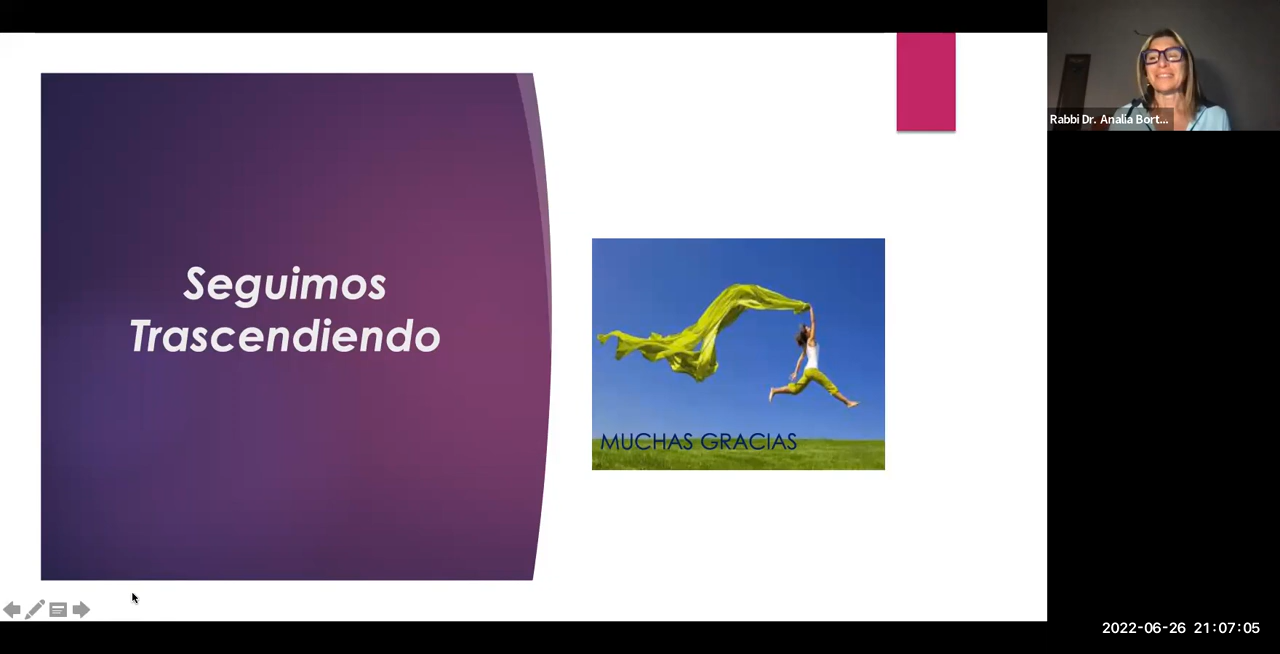 Seguimos
Trascendiendo
MUCHAS GRACIAS
Rabbi Dr. Analia Bort...
2022-06-26 21:07:05